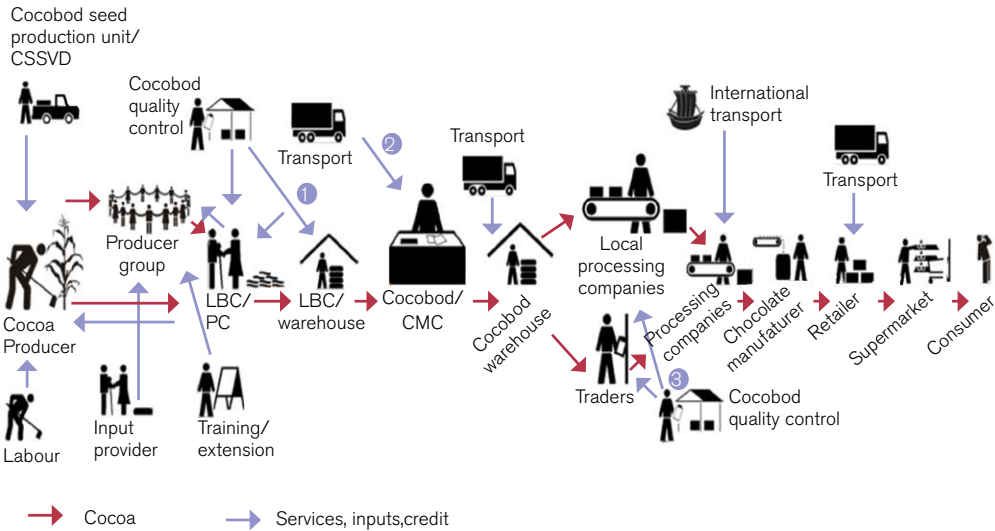 Cocobod seed
production unit/
CSSVD
Cocobod
quality
control
Transport
1
2
Transport
International
transport
Transport
Producer
group
Cocoa
Producer
LBC/
PC
LBC/
warehouse
Cocobod/
CMC
Cocobod
warehouse
Local
processing
companies
Traders
Processing
companies
Chocolate
manufaturer
Retailer
Supermarket
Consumer
3
Cocobod
quality control
Labour
Input
provider
Training/
extension
Cocoa
Services, inputs,credit